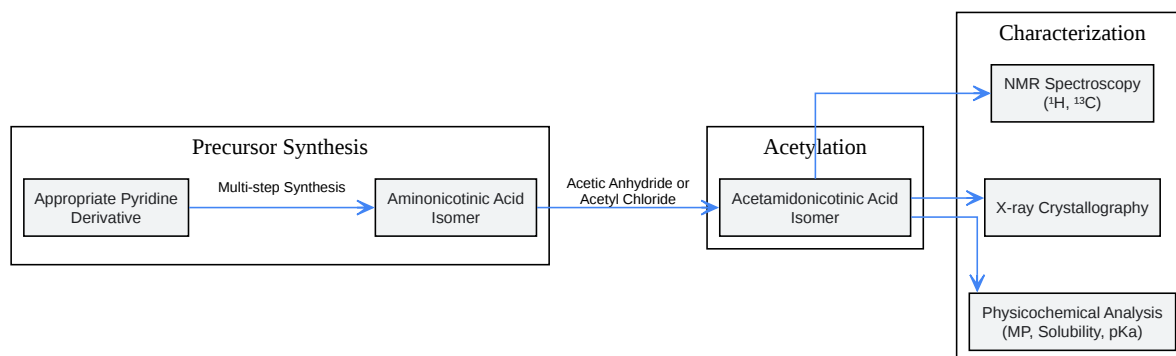 Characterization
NMR Spectroscopy
(¹H, ¹³C)
Precursor Synthesis
Acetylation
Appropriate Pyridine
Derivative
Multi-step Synthesis
Aminonicotinic Acid
Isomer
Acetic Anhydride or
Acetyl Chloride
Acetamidonicotinic Acid
Isomer
X-ray Crystallography
Physicochemical Analysis
(MP, Solubility, pKa)